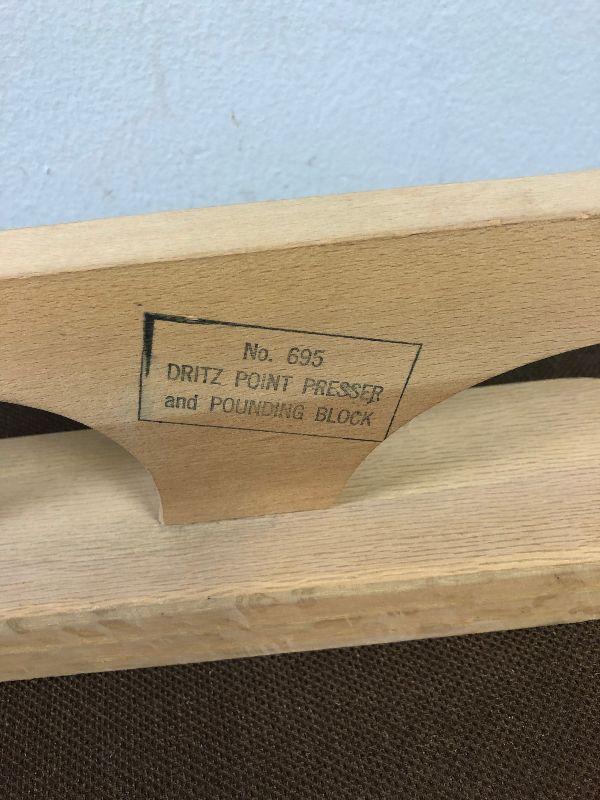 No. 695
DRITZ POINT PRESSER
and POUNDING BLOCK